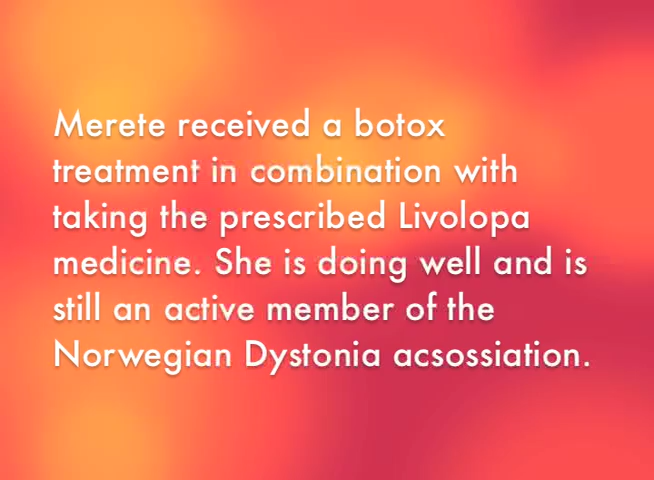 Merete received a botox
treatment in combination with
taking the prescribed Livolopa
medicine. She is doing well and is
still an active member of the
Norwegian Dystonia acsossiation.